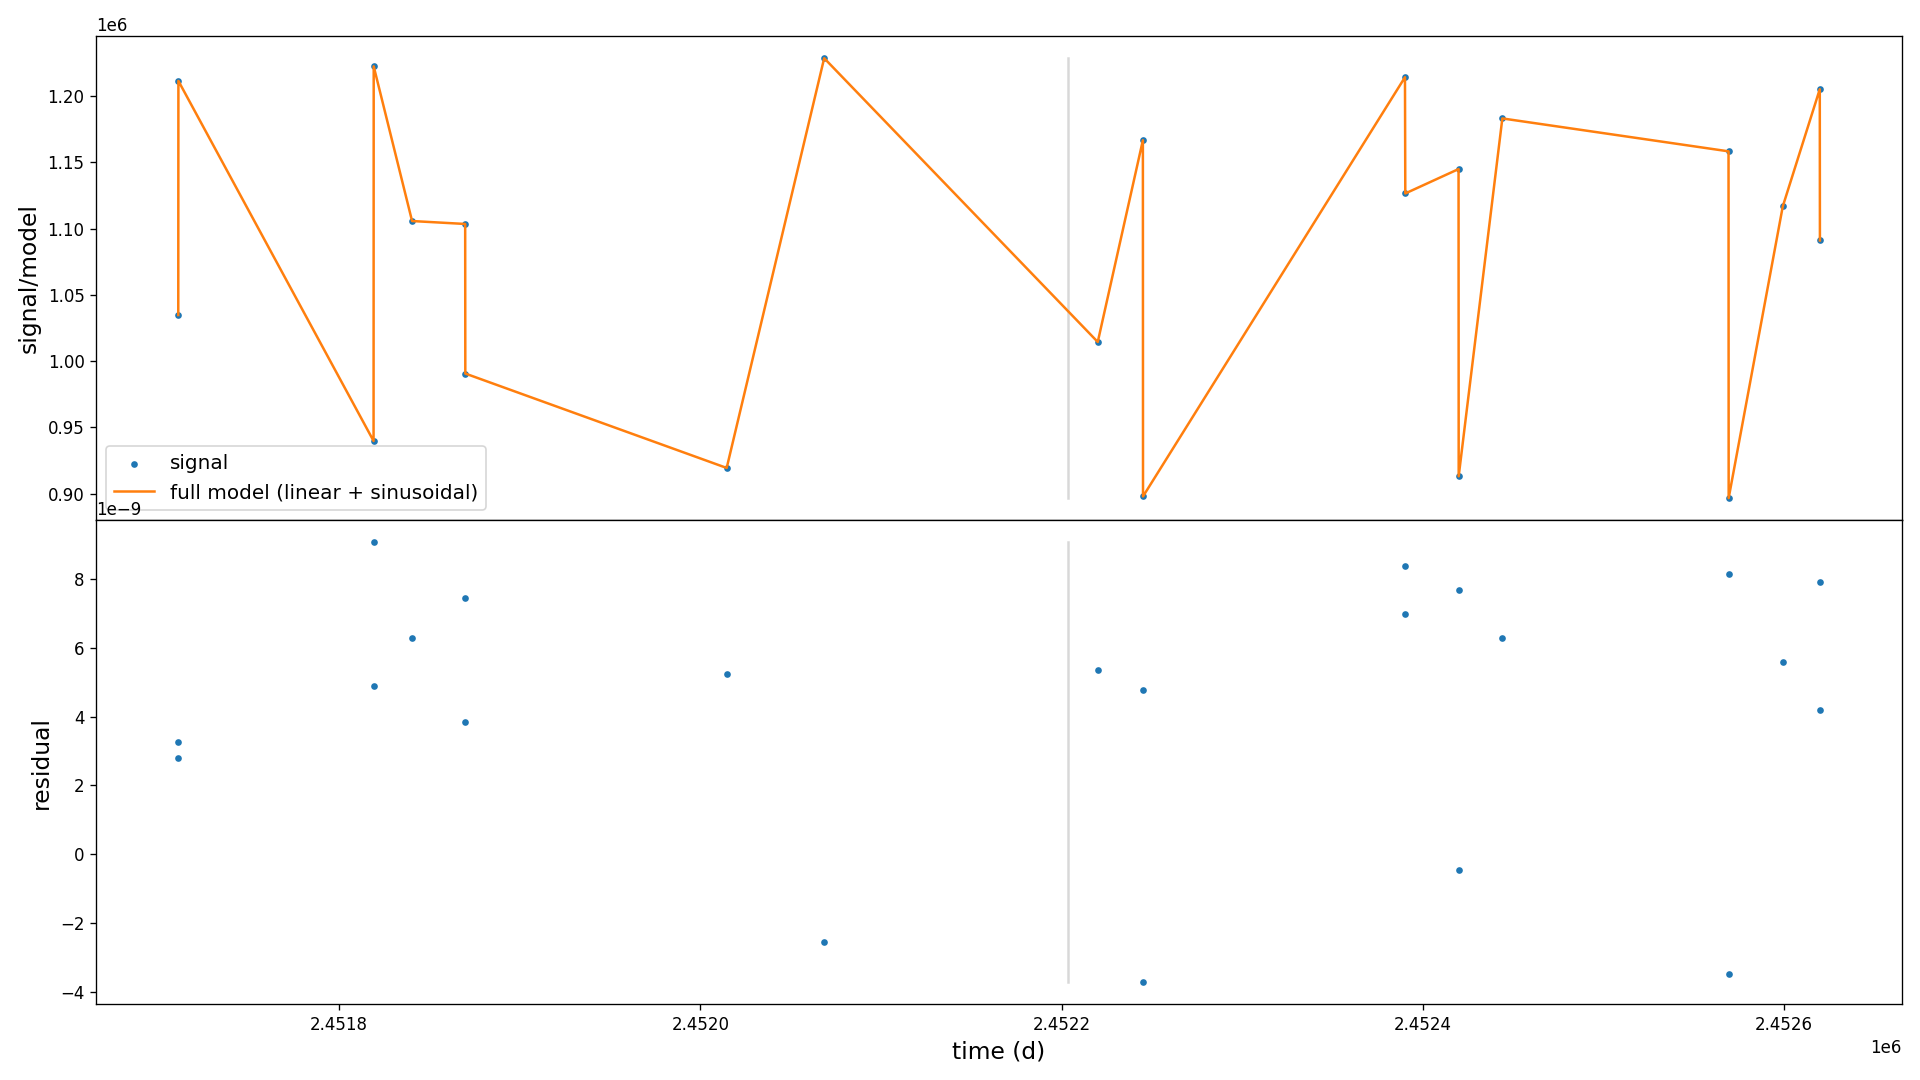 1e6
1.20
1.15
1.10
1.05
1.00
0.95
0.90
signal/model
signal
full model (linear + sinusoidal)
1e−9
8
6
4
2
0
−2
−4
residual
2.4518
2.4520
2.4522
2.4524
2.4526
time (d)
1e6